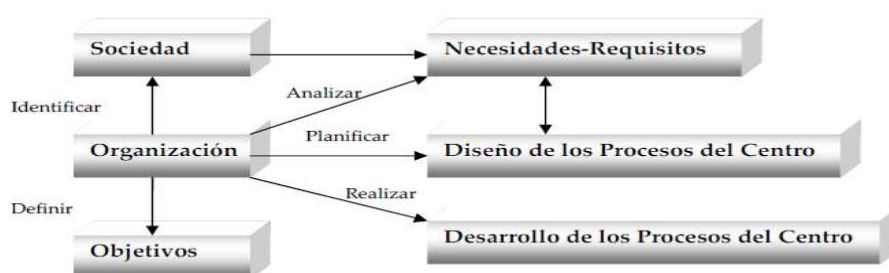 Sociedad
Necesidades-Requisitos
Identificar
Analizar
Organización
Planificar
Diseño de los Procesos del Centro
Definir
Realizar
Objetivos
Desarrollo de los Procesos del Centro